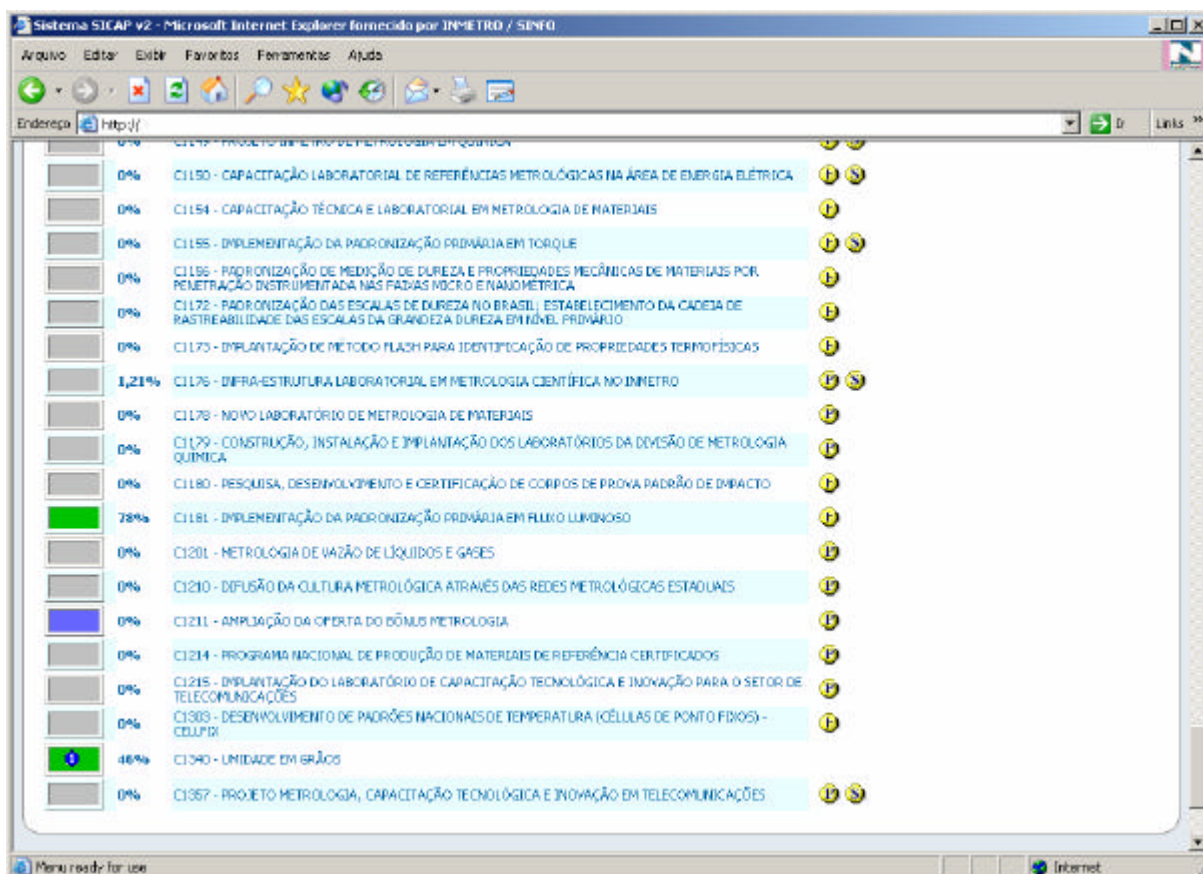 Sistema SICAP v2 - Microsoft Internet Explorer fornecido por INMETRO / SINFO
Arquivo Editar Exibir Favoritos Ferramentas Ajuda
Endereço http:// Ir Links »
0% C1149 - PROJETO INMETRO DE METROLOGIA EM QUÍMICA
0% C1150 - CAPACITAÇÃO LABORATORIAL DE REFERÊNCIAS METROLÓGICAS NA ÁREA DE ENERGIA ELÉTRICA
0% C1154 - CAPACITAÇÃO TÉCNICA E LABORATORIAL EM METROLOGIA DE MATERIAIS
0% C1155 - IMPLEMENTAÇÃO DA PADRONIZAÇÃO PRIMÁRIA EM TORQUE
0% C1156 - PADRONIZAÇÃO DE MEDIÇÃO DE DUREZA E PROPRIEDADES MECÂNICAS DE MATERIAIS POR
PENETRAÇÃO INSTRUMENTADA NAS FAIXAS MICRO E NANOMÉTRICA
0% C1172 - PADRONIZAÇÃO DAS ESCALAS DE DUREZA NO BRASIL; ESTABELECIMENTO DA CADEIA DE
RASTREABILIDADE DAS ESCALAS DA GRANDEZA DUREZA EM NÍVEL PRIMÁRIO
0% C1173 - IMPLANTAÇÃO DE MÉTODO FLASH PARA IDENTIFICAÇÃO DE PROPRIEDADES TERMOFÍSICAS
1,21% C1176 - INFRA-ESTRUTURA LABORATORIAL EM METROLOGIA CIENTÍFICA NO INMETRO
0% C1178 - NOVO LABORATÓRIO DE METROLOGIA DE MATERIAIS
0% C1179 - CONSTRUÇÃO, INSTALAÇÃO E IMPLANTAÇÃO DOS LABORATÓRIOS DA DIVISÃO DE METROLOGIA
QUIMICA
0% C1180 - PESQUISA, DESENVOLVIMENTO E CERTIFICAÇÃO DE CORPOS DE PROVA PADRÃO DE IMPACTO
78% C1181 - IMPLEMENTAÇÃO DA PADRONIZAÇÃO PRIMÁRIA EM FLUXO LUMINOSO
0% C1201 - METROLOGIA DE VAZÃO DE LÍQUIDOS E GASES
0% C1210 - DIFUSÃO DA CULTURA METROLÓGICA ATRAVÉS DAS REDES METROLÓGICAS ESTADUAIS
0% C1211 - AMPLIAÇÃO DA OFERTA DO BÔNUS METROLOGIA
0% C1214 - PROGRAMA NACIONAL DE PRODUÇÃO DE MATERIAIS DE REFERÊNCIA CERTIFICADOS
0% C1215 - IMPLANTAÇÃO DO LABORATÓRIO DE CAPACITAÇÃO TECNOLÓGICA E INOVAÇÃO PARA O SETOR DE
TELECOMUNICAÇÕES
0% C1303 - DESENVOLVIMENTO DE PADRÕES NACIONAIS DE TEMPERATURA (CÉLULAS DE PONTO FIXOS) -
CELLFIX
46% C1340 - UMIDADE EM GRÃOS
0% C1357 - PROJETO METROLOGIA, CAPACITAÇÃO TECNOLÓGICA E INOVAÇÃO EM TELECOMUNICAÇÕES
Menu ready for use Internet